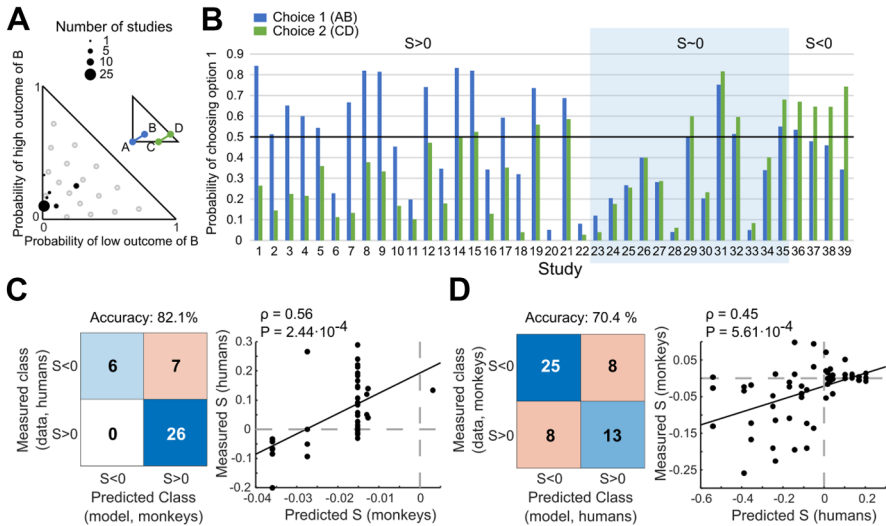 A
Number of studies
1
5
10
25
Probability of high outcome of B
1
0
0
1
Probability of low outcome of B
A
B
C
D
B
Choice 1 (AB)
Choice 2 (CD)
S>0
S~0
S<0
Probability of choosing option 1
0.9
0.8
0.7
0.6
0.5
0.4
0.3
0.2
0.1
0
1 2 3 4 5 6 7 8 9 10 11 12 13 14 15 16 17 18 19 20 21 22 23 24 25 26 27 28 29 30 31 32 33 34 35 36 37 38 39
Study
C
Accuracy: 82.1%
Measured class
(data, humans)
S<0
S>0
6
7
0
26
S<0
S>0
Predicted Class
(model, monkeys)
ρ = 0.56
P = 2.44·10⁻⁴
Measured S (humans)
0.3
0.2
0.1
0
-0.1
0.2
-0.04
-0.03
-0.02
-0.01
0
Predicted S (monkeys)
D
Accuracy: 70.4 %
Measured class
(data, monkeys)
S<0
S>0
25
8
8
13
S<0
S>0
Predicted Class
(model, humans)
ρ = 0.45
P = 5.61·10⁻⁴
Measured S (monkeys)
0.05
-0.05
-0.15
-0.25
-0.6
-0.4
-0.2
0
0.2
Predicted S (humans)